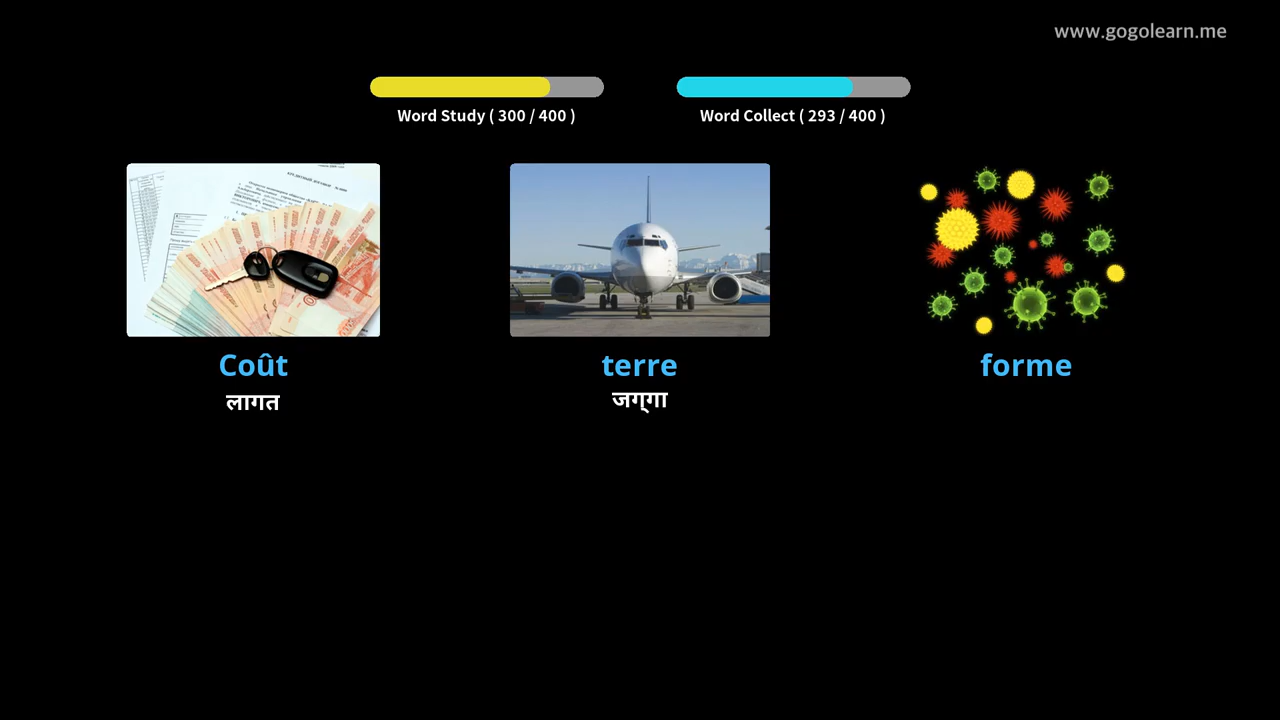 www.gogolearn.me
Word Study ( 300 / 400 )
Word Collect ( 293 / 400 )
Coût
terre
forme
लागत
जग्गा